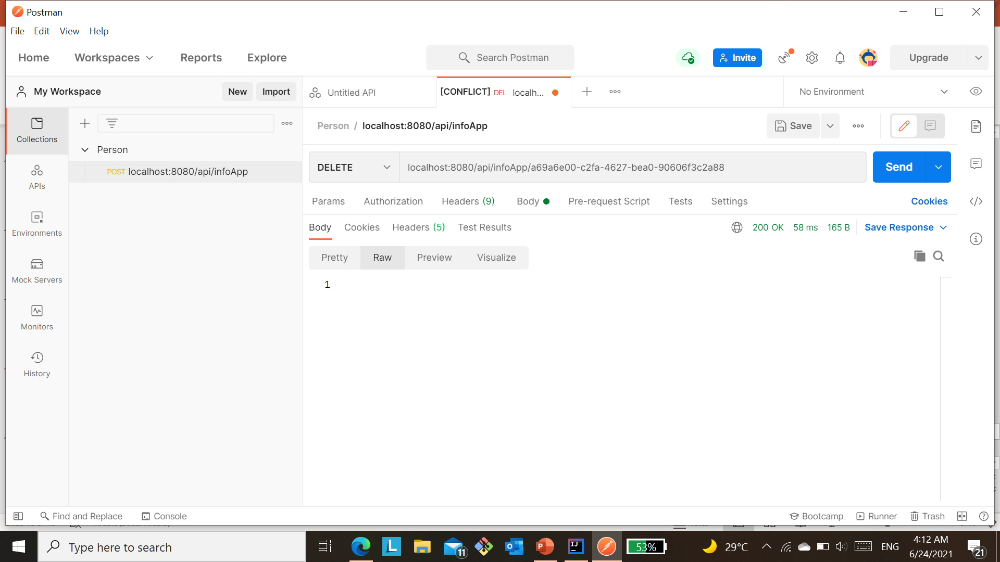 Postman
File Edit View Help
Home Workspaces Reports Explore Search Postman Invite Upgrade
My Workspace New Import Untitled API [CONFLICT] DEL localh... No Environment
Person / localhost:8080/api/infoApp Save
Collections
Person
POST localhost:8080/api/infoApp
DELETE localhost:8080/api/infoApp/a69a6e00-c2fa-4627-bea0-90606f3c2a88 Send
APIs
Params Authorization Headers (9) Body Pre-request Script Tests Settings Cookies
Environments
Body Cookies Headers (5) Test Results 200 OK 58 ms 165 B Save Response
Pretty Raw Preview Visualize
Mock Servers
1
Monitors
History
Find and Replace Console Bootcamp Runner Trash
Type here to search 11 53% 29°C ENG 4:12 AM
6/24/2021 21